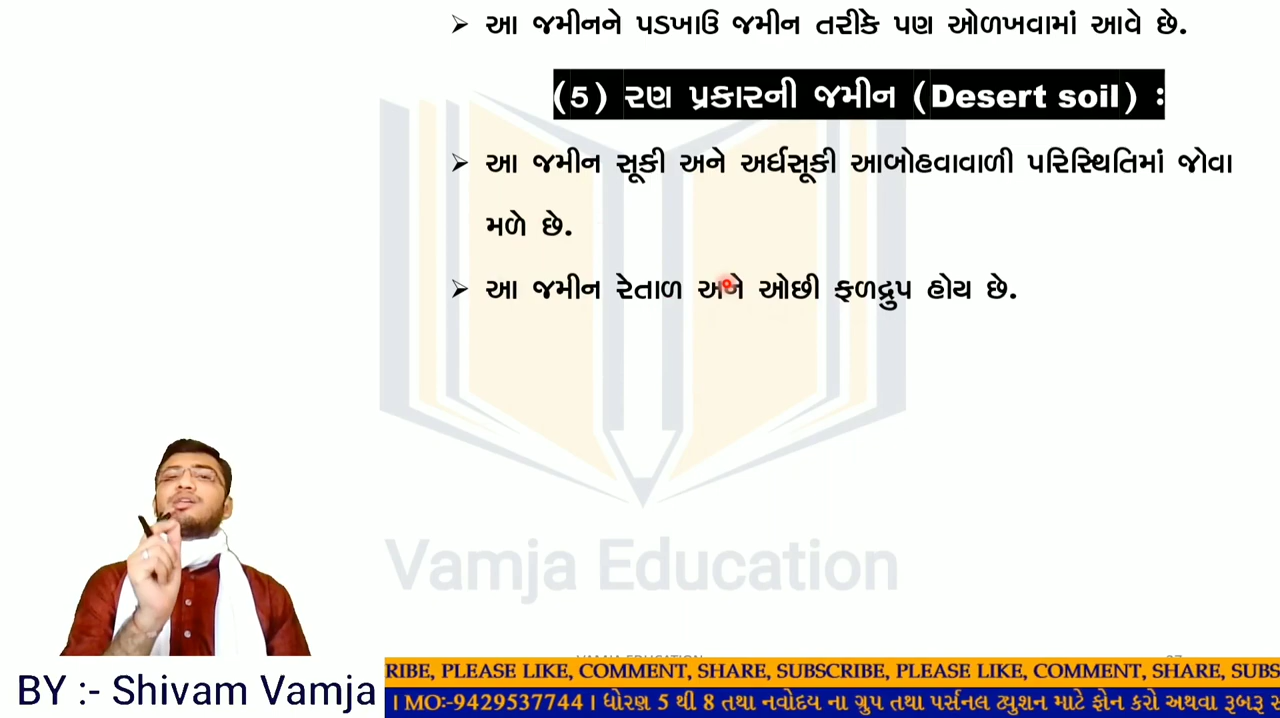 આ જમીનને પડખાઉ જમીન તરીકે પણ ઓળખવામાં આવે છે.
(5) રણ પ્રકારની જમીન (Desert soil) :
આ જમીન સૂકી અને અર્ધસૂકી આબોહવાવાળી પરિસ્થિતિમાં જોવા
મળે છે.
આ જમીન રેતાળ અને ઓછી ફળદ્રુપ હોય છે.
Vamja Education
BY :- Shivam Vamja
RIBE, PLEASE LIKE, COMMENT, SHARE, SUBSCRIBE, PLEASE LIKE, COMMENT, SHARE, SUBS
| MO:-9429537744 | ધોરણ 5 થી 8 તથા નવોદય ના ગ્રુપ તથા પર્સનલ ટ્યુશન માટે ફોન કરો અથવા રૂબરૂ